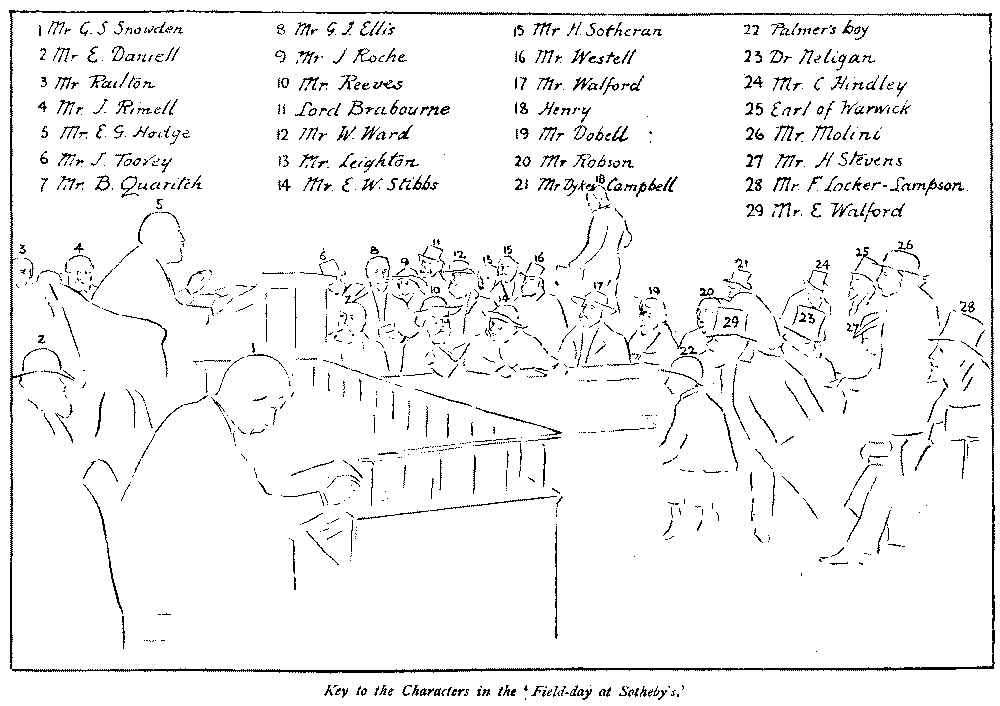 1 Mr G. S Snowden
2 Mr E. Daniell
3 Mr Railton
4 Mr. J. Rimell
5 Mr. E. G. Hodge
6 Mr. J. Toovey
7 Mr. B. Quaritch
8 Mr G. I. Ellis
9 Mr. J Roche
10 Mr. Reeves
11 Lord Brabourne
12 Mr W. Ward
13 Mr. Leighton
14 Mr. E. W. Stibbs
15 Mr H. Sotheran
16 Mr. Westell
17 Mr. Walford
18 Henry
19 Mr Dobell
20 Mr Robson
21 Mr Dykes Campbell
22 Palmer's boy
23 Dr Neligan
24 Mr. C Hindley
25 Earl of Warwick
26 Mr. Molini
27 Mr. H Stevens
28 Mr. F. Locker-Lampson.
29 Mr. E Walford
18
5
3 4 6 8 9 11 12 13 15 16 21 24 25 26
7 10 14 17 19 20 29 23 27 28
2 1 22
Key to the Characters in the 'Field-day at Sotheby's.'